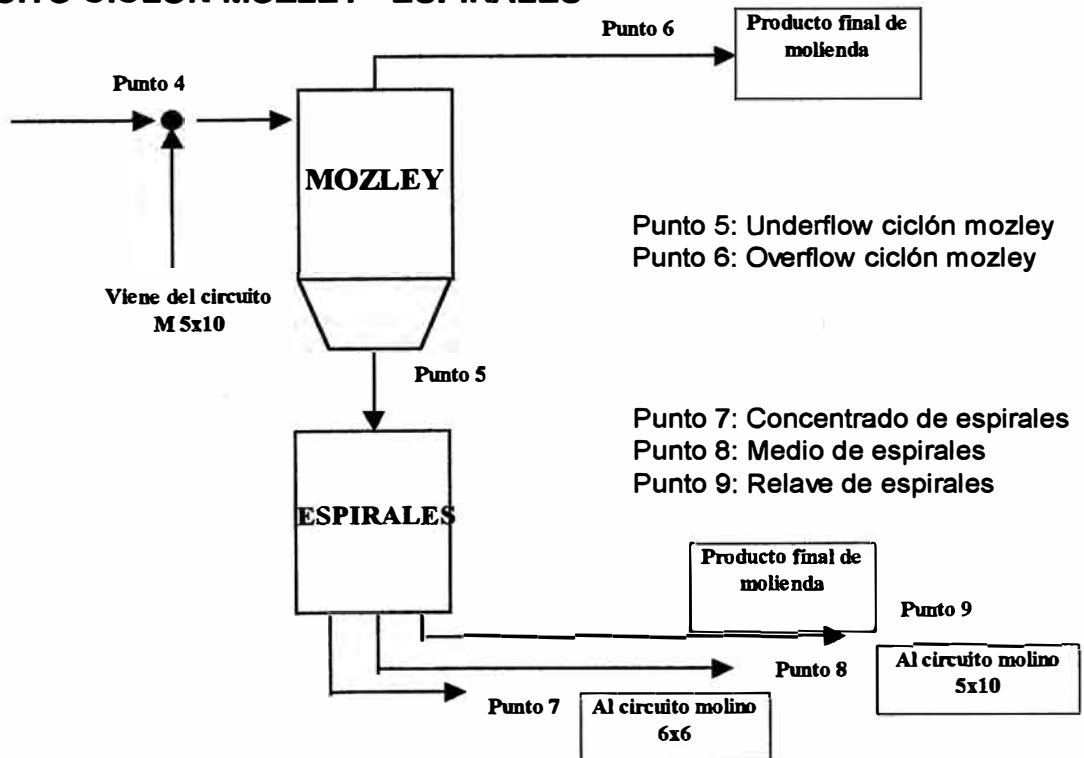 CICLÓN MOZLEY - ESPIRALES
Punto 6
Producto final de
molienda
Punto 4
MOZLEY
Punto 5: Underflow ciclón mozley
Punto 6: Overflow ciclón mozley
Viene del circuito
M 5x10
Punto 5
Punto 7: Concentrado de espirales
Punto 8: Medio de espirales
Punto 9: Relave de espirales
ESPIRALES
Producto final de
molienda
Punto 9
Punto 8
Al circuito molino
5x10
Punto 7
Al circuito molino
6x6